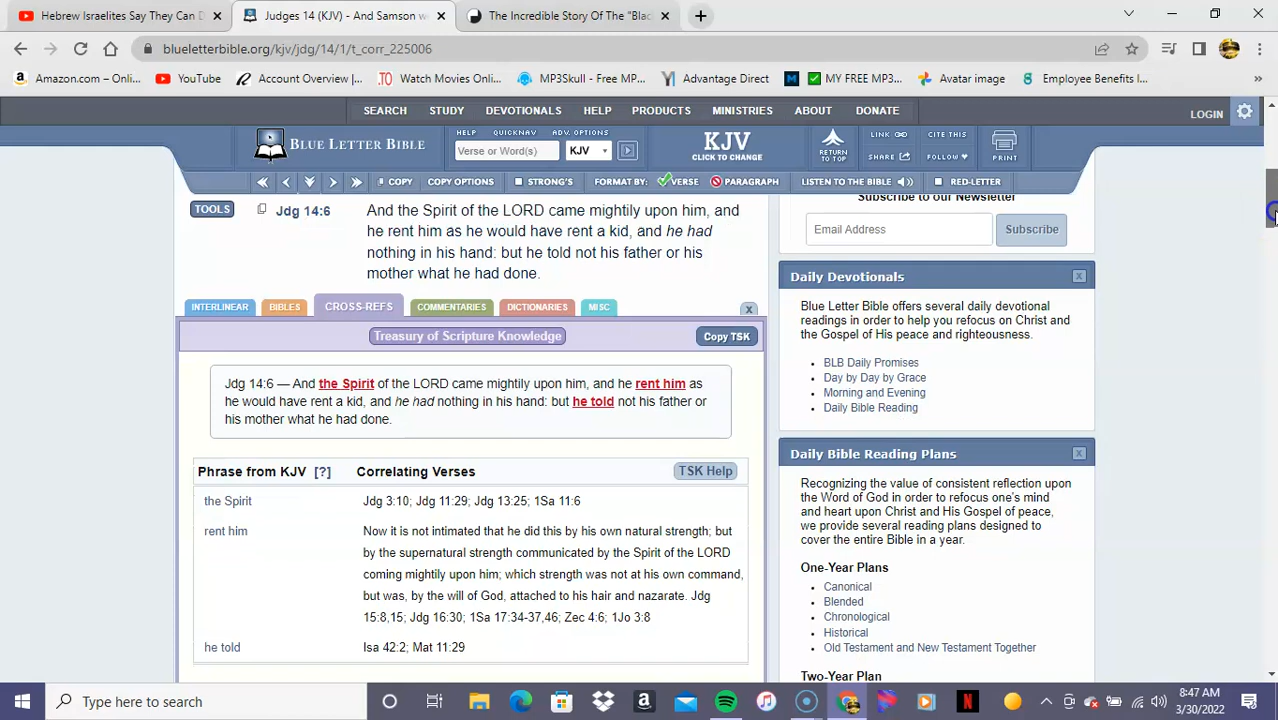 Hebrew Israelites Say They Can D
Judges 14 (KJV) - And Samson w
The Incredible Story Of The "Blac
blueletterbible.org/kjv/jdg/14/1/t_corr_225006
Amazon.com – Onli...
YouTube
Account Overview |...
Watch Movies Onlin...
MP3Skull - Free MP...
Advantage Direct
MY FREE MP3...
Avatar image
Employee Benefits I...
SEARCH
STUDY
DEVOTIONALS
HELP
PRODUCTS
MINISTRIES
ABOUT
DONATE
LOGIN
BLUE LETTER BIBLE
HELP
QUICKNAV
ADV. OPTIONS
Verse or Word(s)
KJV
KJV
CLICK TO CHANGE
RETURN
TO TOP
LINK
CITE THIS
SHARE
FOLLOW
PRINT
COPY
COPY OPTIONS
STRONG'S
FORMAT BY:
VERSE
PARAGRAPH
LISTEN TO THE BIBLE
RED-LETTER
TOOLS
Jdg 14:6
And the Spirit of the LORD came mightily upon him, and
he rent him as he would have rent a kid, and he had
nothing in his hand: but he told not his father or his
mother what he had done.
INTERLINEAR
BIBLES
CROSS-REFS
COMMENTARIES
DICTIONARIES
MISC
x
Treasury of Scripture Knowledge
Copy TSK
Jdg 14:6 — And the Spirit of the LORD came mightily upon him, and he rent him as
he would have rent a kid, and he had nothing in his hand: but he told not his father or
his mother what he had done.
Phrase from KJV [?]
Correlating Verses
TSK Help
the Spirit
Jdg 3:10; Jdg 11:29; Jdg 13:25; 1Sa 11:6
rent him
Now it is not intimated that he did this by his own natural strength; but
by the supernatural strength communicated by the Spirit of the LORD
coming mightily upon him; which strength was not at his own command,
but was, by the will of God, attached to his hair and nazarate. Jdg
15:8,15; Jdg 16:30; 1Sa 17:34-37,46; Zec 4:6; 1Jo 3:8
he told
Isa 42:2; Mat 11:29
Subscribe to our Newsletter
Email Address
Subscribe
Daily Devotionals
x
Blue Letter Bible offers several daily devotional
readings in order to help you refocus on Christ and
the Gospel of His peace and righteousness.
BLB Daily Promises
Day by Day by Grace
Morning and Evening
Daily Bible Reading
Daily Bible Reading Plans
x
Recognizing the value of consistent reflection upon
the Word of God in order to refocus one's mind
and heart upon Christ and His Gospel of peace,
we provide several reading plans designed to
cover the entire Bible in a year.
One-Year Plans
Canonical
Blended
Chronological
Historical
Old Testament and New Testament Together
Two-Year Plan
Type here to search
8:47 AM
3/30/2022